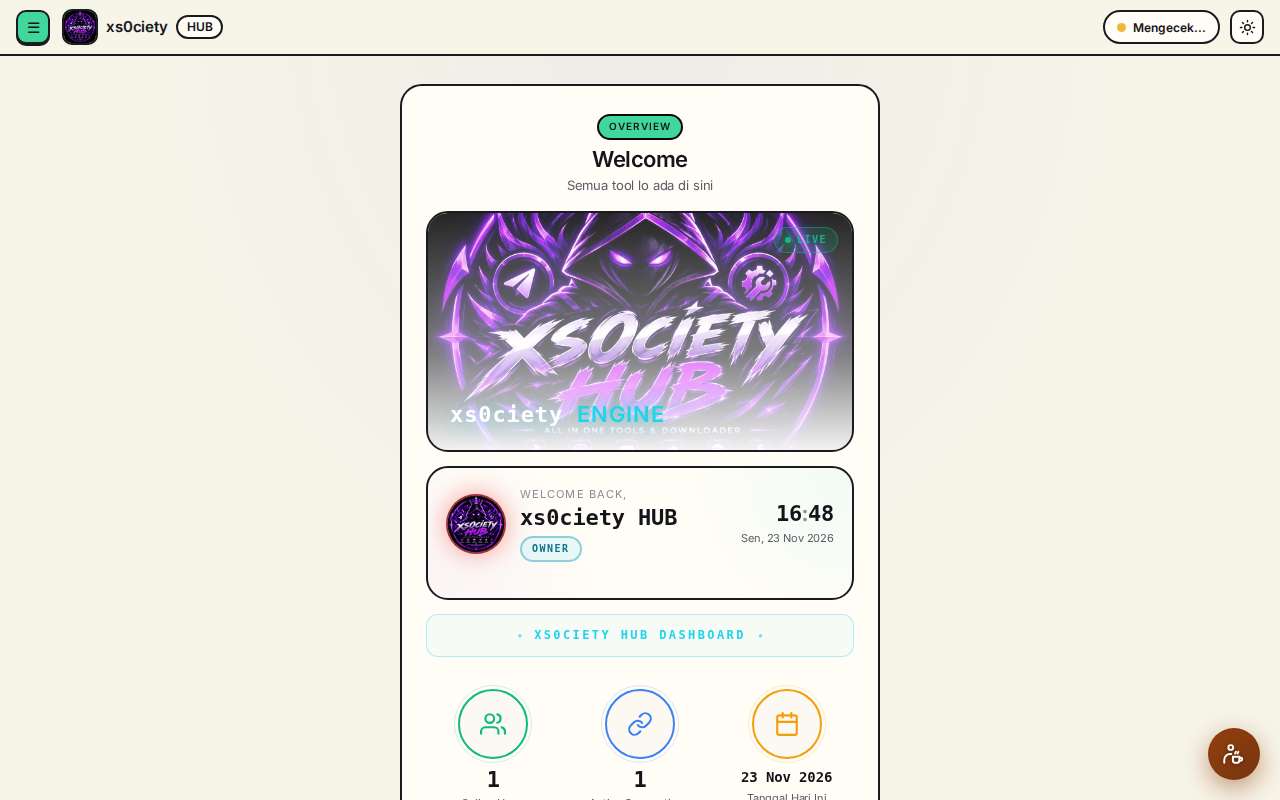 xs0ciety
HUB
Mengecek...
OVERVIEW
Welcome
Semua tool lo ada di sini
LIVE
XSOCIETY
HUB
xs0ciety ENGINE
ALL IN ONE TOOLS & DOWNLOADER
WELCOME BACK,
xs0ciety HUB
OWNER
16:48
Sen, 23 Nov 2026
XSOCIETY HUB
• XS0CIETY HUB DASHBOARD •
1
1
23 Nov 2026
Tanggal Hari Ini